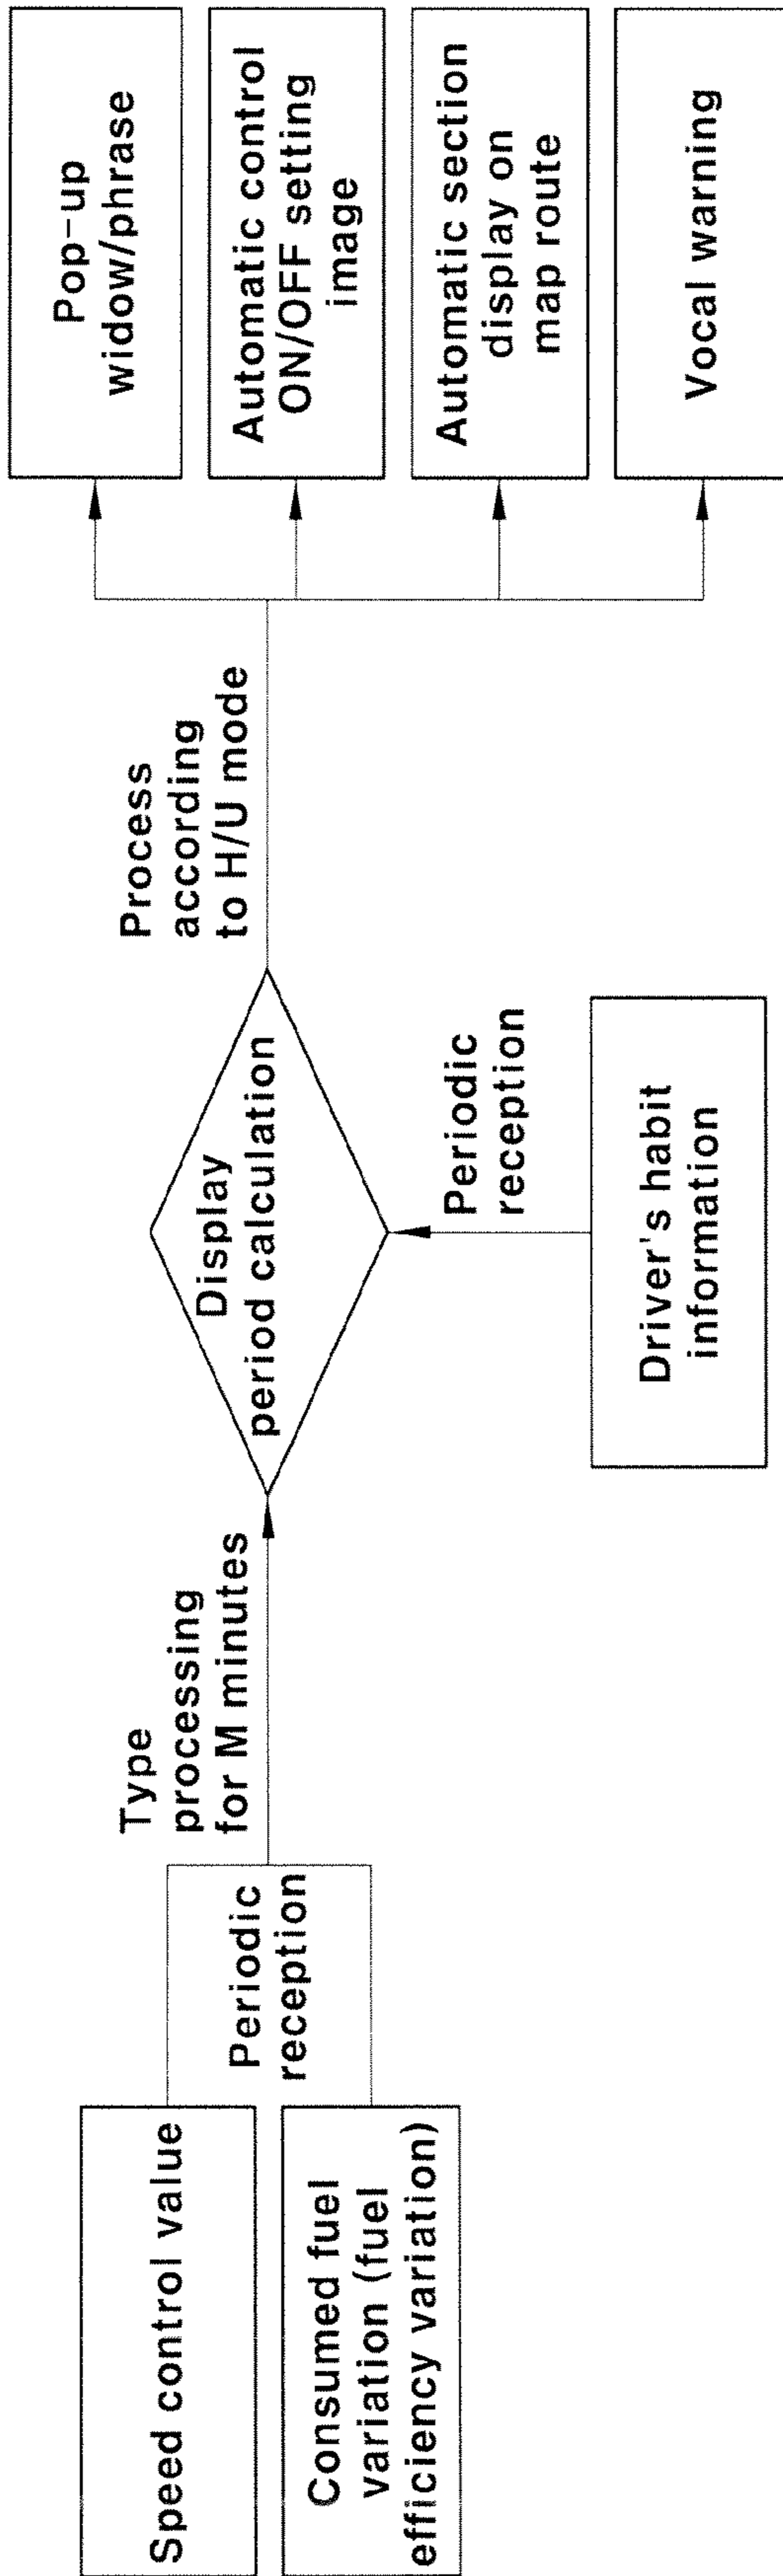 Speed control value
Consumed fuel
variation (fuel
efficiency variation)
Periodic
reception
Type
processing
for M minutes
Display
period calculation
Periodic
reception
Driver's habit
information
Process
according
to H/U mode
Pop-up
widow/phrase
Automatic control
ON/OFF setting
image
Automatic section
display on
map route
Vocal warning